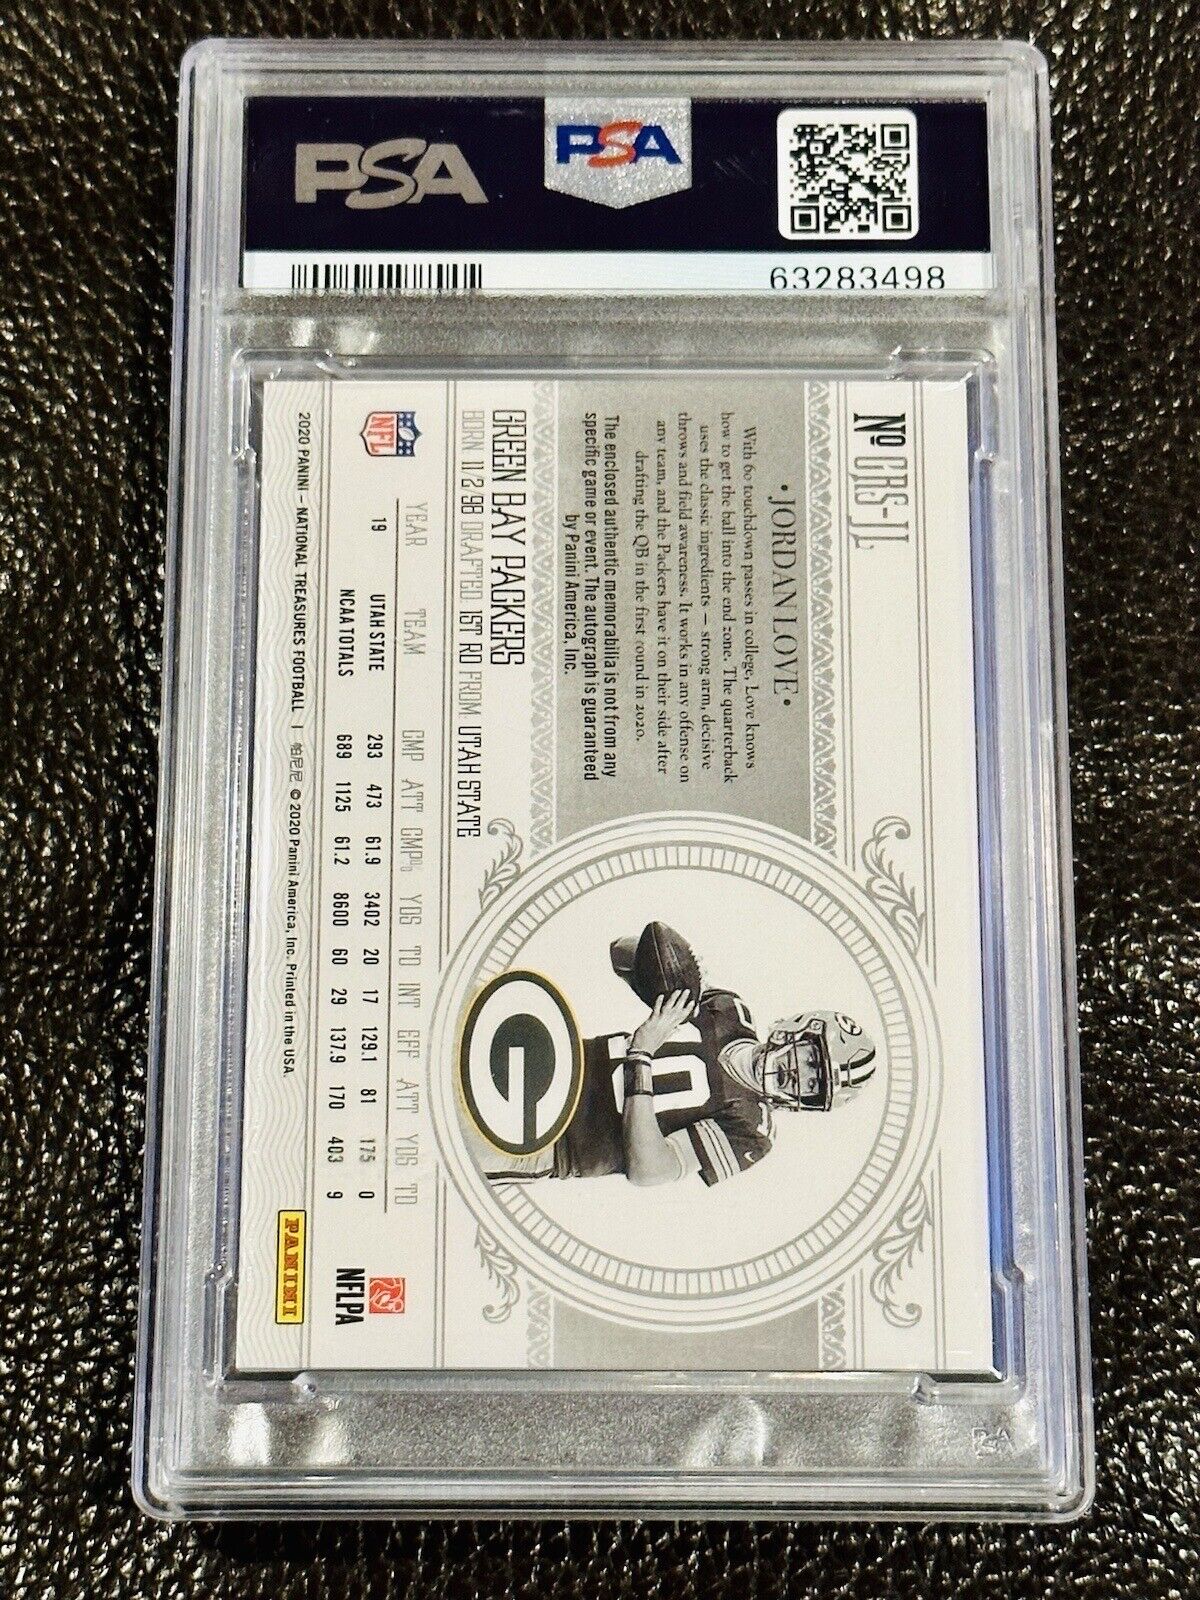 PSA
PSA
63283498
Nº CRS-JL
• JORDAN LOVE •
With 60 touchdown passes in college, Love knows
how to get the ball into the end zone. The quarterback
uses the classic ingredients — strong arm, decisive
throws and field awareness. It works in any offense on
any team, and the Packers have it on their side after
drafting the QB in the first round in 2020.
The enclosed authentic memorabilia is not from any
specific game or event. The autograph is guaranteed
by Panini America, Inc.
GREEN BAY PACKERS
BORN 11/2/98 DRAFTED 1ST RD FROM UTAH STATE
YEAR TEAM CMP ATT CMP% YDS TD INT EFF ATT YDS TD
19 UTAH STATE 293 473 61.9 3402 20 17 129.1 81 175 0
NCAA TOTALS 689 1125 61.2 8600 60 29 137.9 170 403 9
NFL
G
10
NFLPA
2020 PANINI – NATIONAL TREASURES FOOTBALL | © 2020 Panini America, Inc. Printed in the USA.
PANINI
PSA